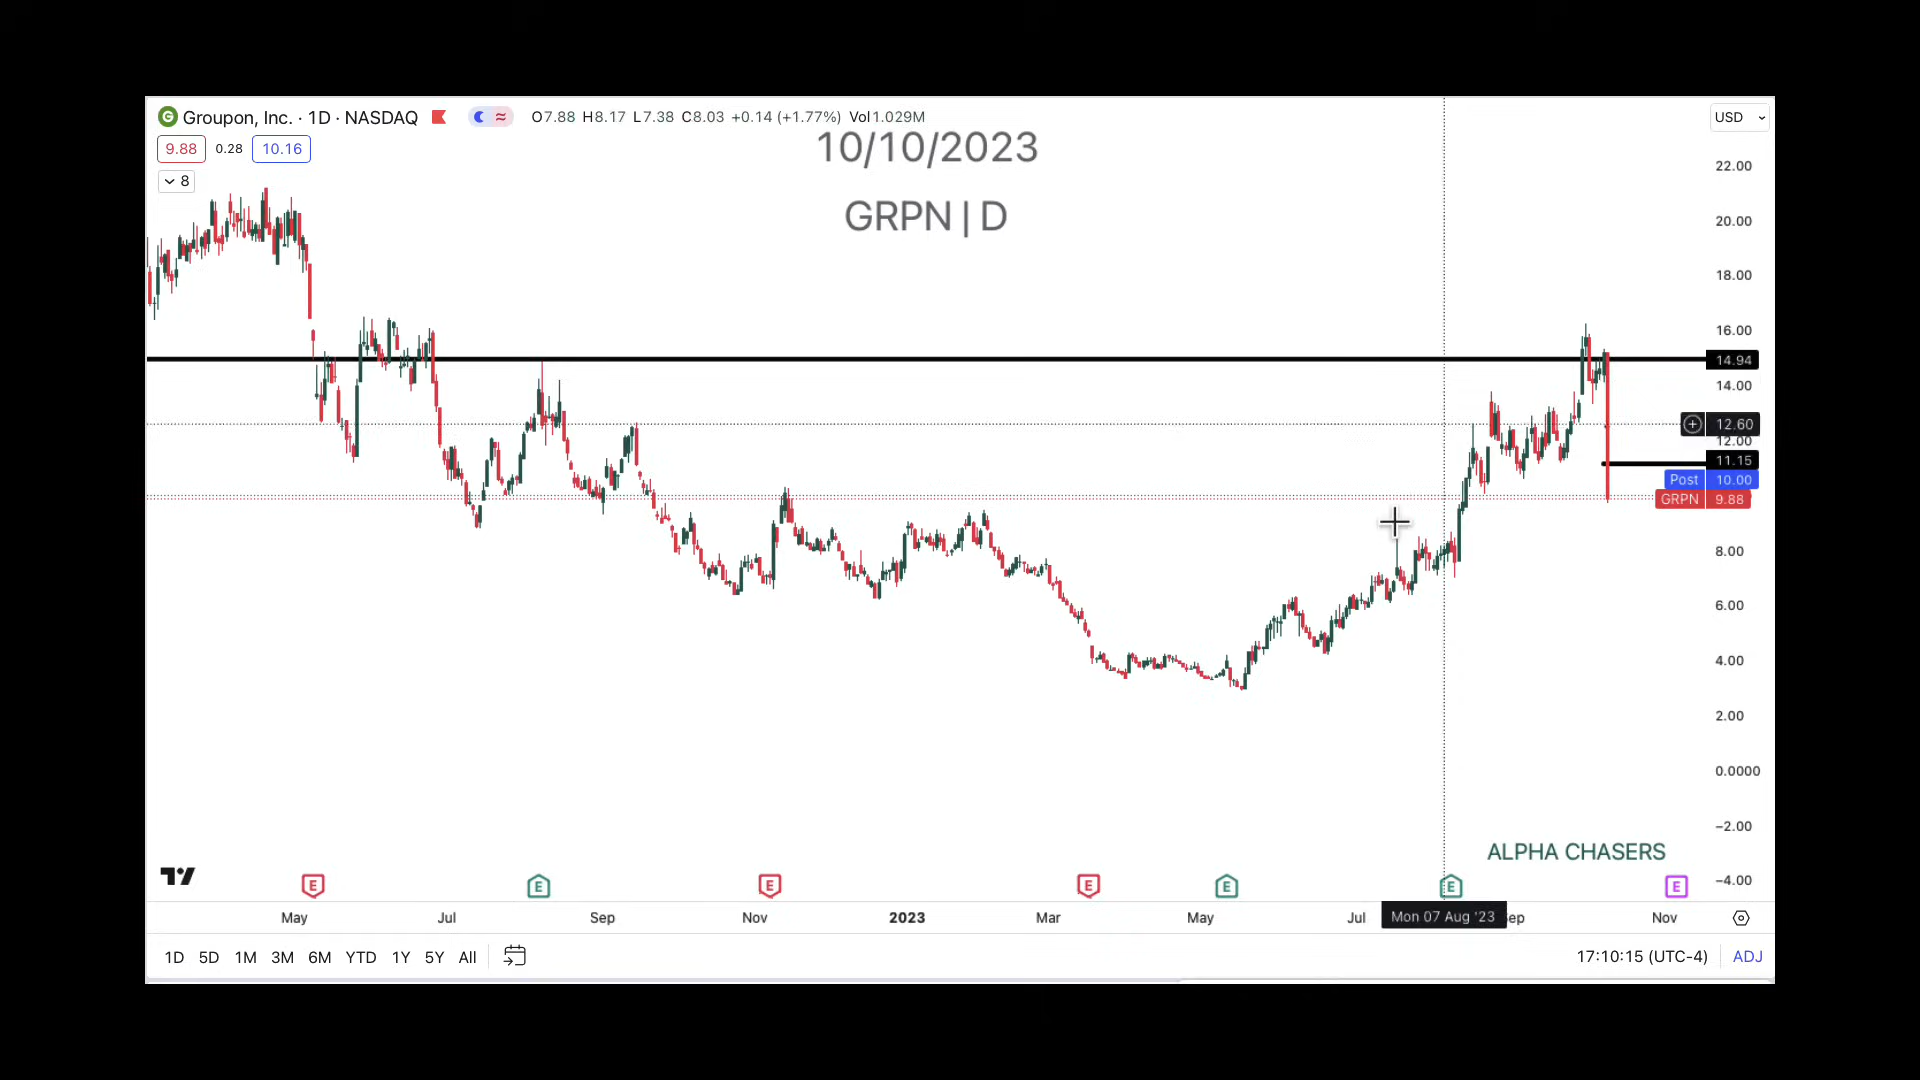 G Groupon, Inc. · 1D · NASDAQ O7.88 H8.17 L7.38 C8.03 +0.14 (+1.77%) Vol1.029M
USD
10/10/2023
9.88 0.28 10.16
8
GRPN | D
22.00
20.00
18.00
16.00
14.94
14.00
12.60
12.00
11.15
Post 10.00
GRPN 9.88
8.00
6.00
4.00
2.00
0.0000
−2.00
ALPHA CHASERS
−4.00
E E E E E E E
May Jul Sep Nov 2023 Mar May Jul Mon 07 Aug '23 ep Nov
1D 5D 1M 3M 6M YTD 1Y 5Y All 17:10:15 (UTC-4) ADJ